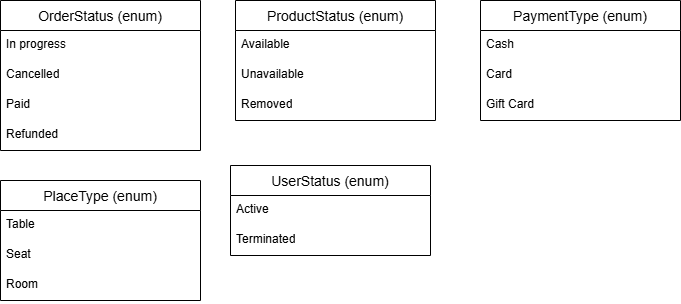 OrderStatus (enum)
In progress
Cancelled
Paid
Refunded
ProductStatus (enum)
Available
Unavailable
Removed
PaymentType (enum)
Cash
Card
Gift Card
PlaceType (enum)
Table
Seat
Room
UserStatus (enum)
Active
Terminated